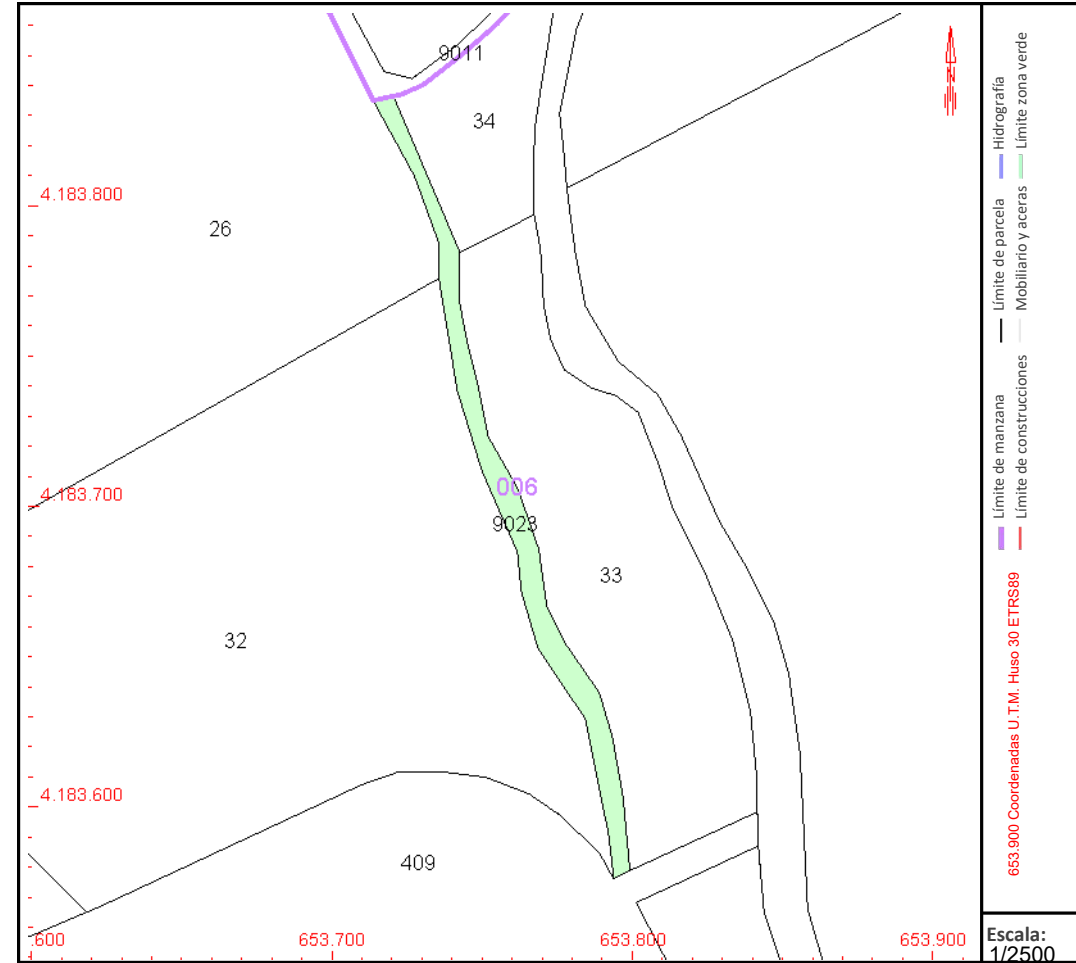 9011
34
4.183.800
26
4.183.700
006
9023
33
32
4.183.600
409
.600
653.700
653.800
653.900
N
Límite de manzana
Límite de parcela
Hidrografía
Límite de construcciones
Mobiliario y aceras
Límite zona verde
653.900 Coordenadas U.T.M. Huso 30 ETRS89
Escala:
1/2500